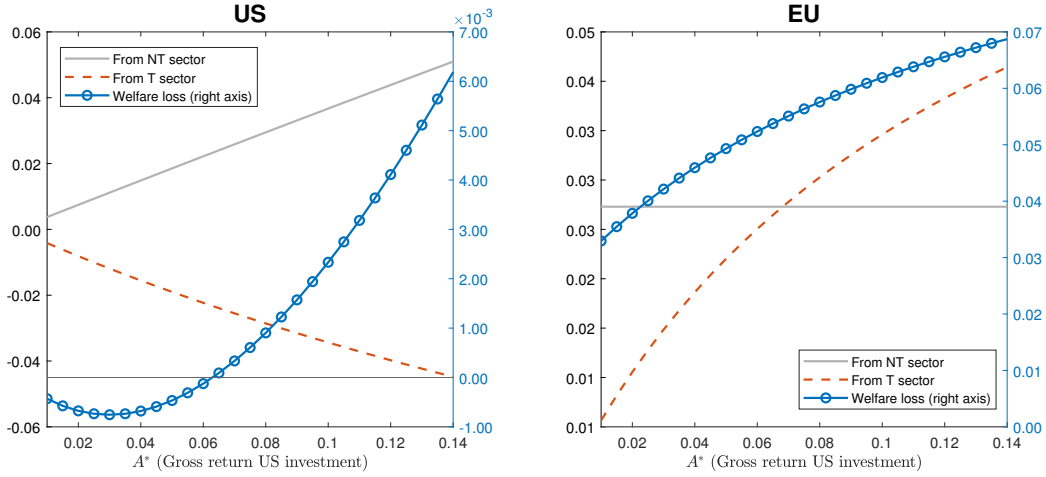 US
×10⁻³
0.06
0.04
0.02
0.00
-0.02
-0.04
-0.06
7.00
6.00
5.00
4.00
3.00
2.00
1.00
0.00
-1.00
From NT sector
From T sector
Welfare loss (right axis)
0.02 0.04 0.06 0.08 0.1 0.12 0.14
A* (Gross return US investment)
EU
0.04
0.03
0.03
0.03
0.02
0.02
0.01
0.01
0.07
0.06
0.05
0.04
0.03
0.02
0.01
0.00
From NT sector
From T sector
Welfare loss (right axis)
0.02 0.04 0.06 0.08 0.1 0.12 0.14
A* (Gross return US investment)